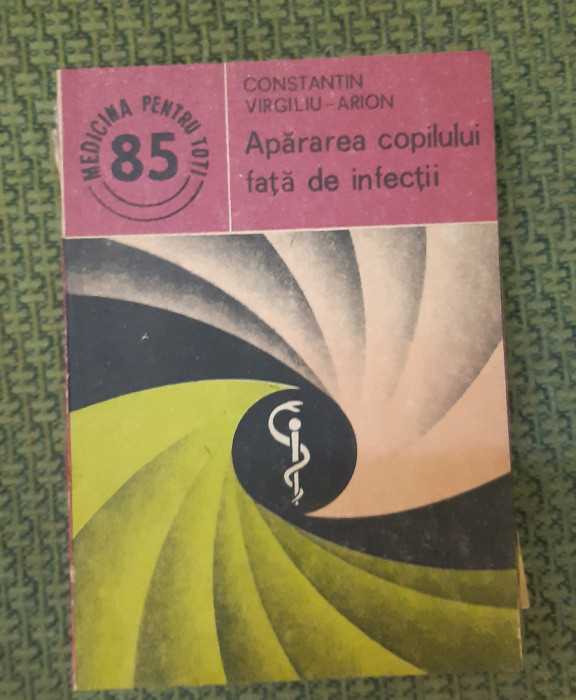 MEDICINA PENTRU TOȚI
85
CONSTANTIN
VIRGILIU-ARION
Apărarea copilului
față de infecții